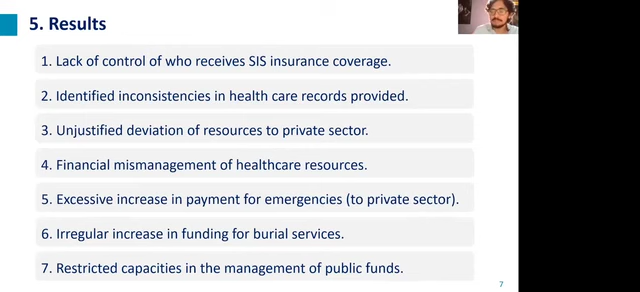 5. Results
1. Lack of control of who receives SIS insurance coverage.
2. Identified inconsistencies in health care records provided.
3. Unjustified deviation of resources to private sector.
4. Financial mismanagement of healthcare resources.
5. Excessive increase in payment for emergencies (to private sector).
6. Irregular increase in funding for burial services.
7. Restricted capacities in the management of public funds.
7